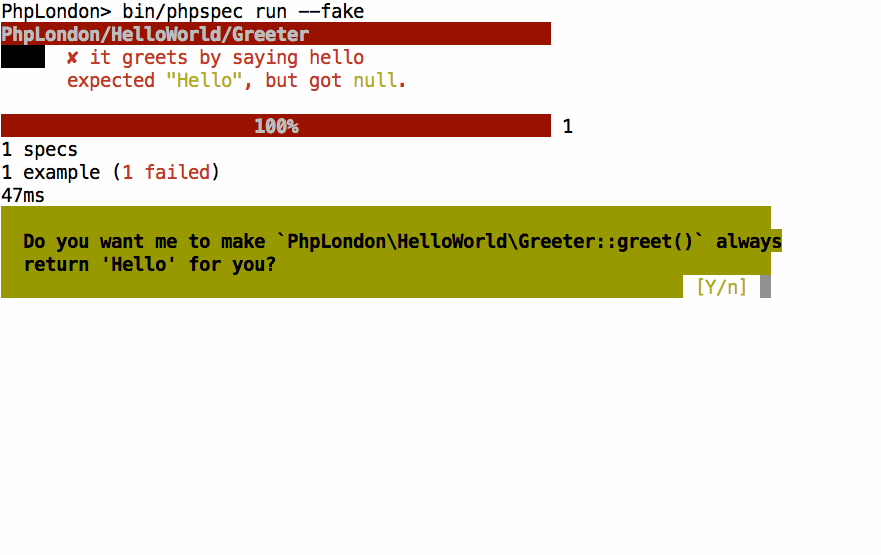 PhpLondon> bin/phpspec run --fake
PhpLondon/HelloWorld/Greeter
✘ it greets by saying hello
expected "Hello", but got null.
100% 1
1 specs
1 example (1 failed)
47ms
Do you want me to make `PhpLondon\HelloWorld\Greeter::greet()` always
return 'Hello' for you?
[Y/n]